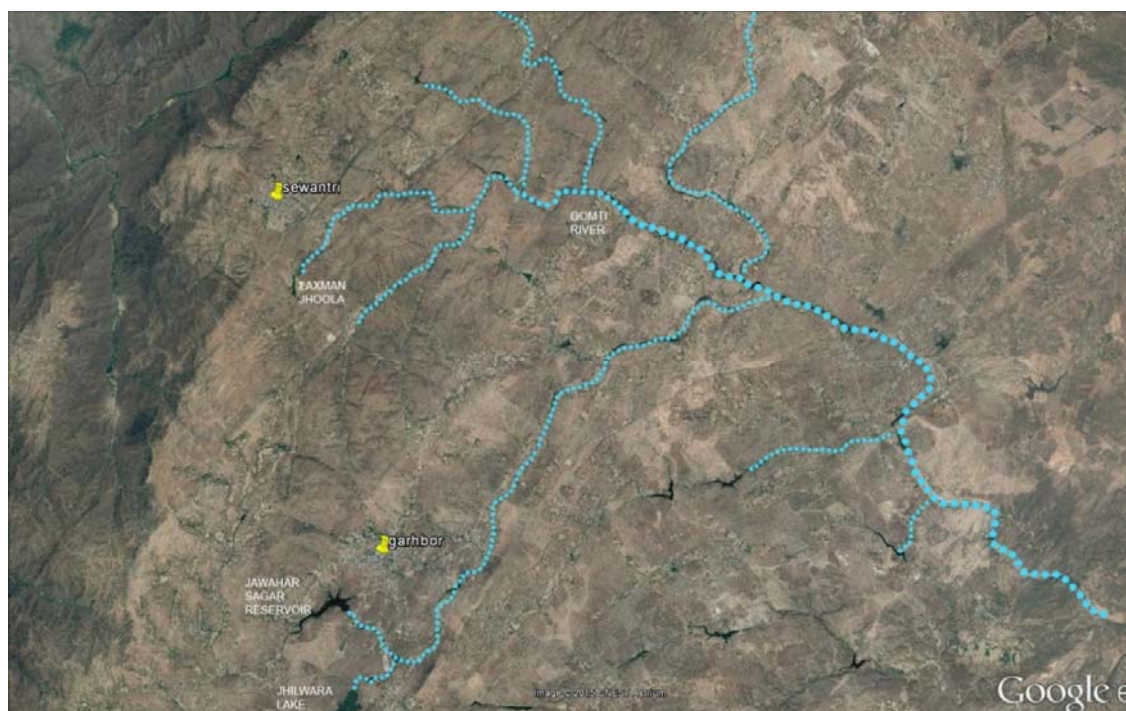 sewantri
GOMTI
RIVER
LAXMAN
JHOOLA
garhbor
JAWAHAR
SAGAR
RESERVOIR
JHILWARA
LAKE
Google e